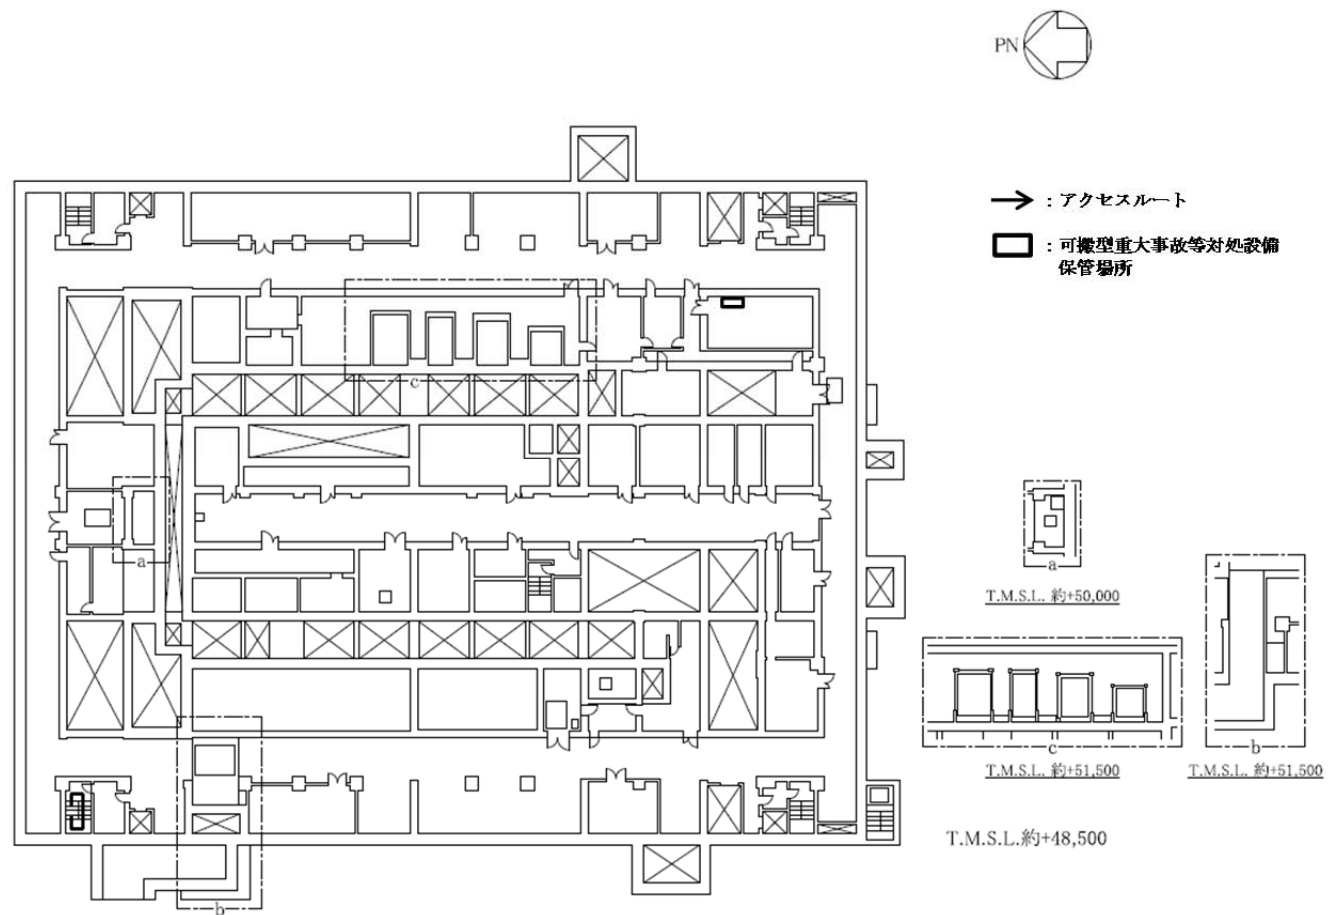 PN
: アクセスルート
: 可搬型重大事故等対処設備
保管場所
c
a
a
T.M.S.L. 約+50,000
c
T.M.S.L. 約+51,500
b
T.M.S.L. 約+51,500
T.M.S.L.約+48,500
b